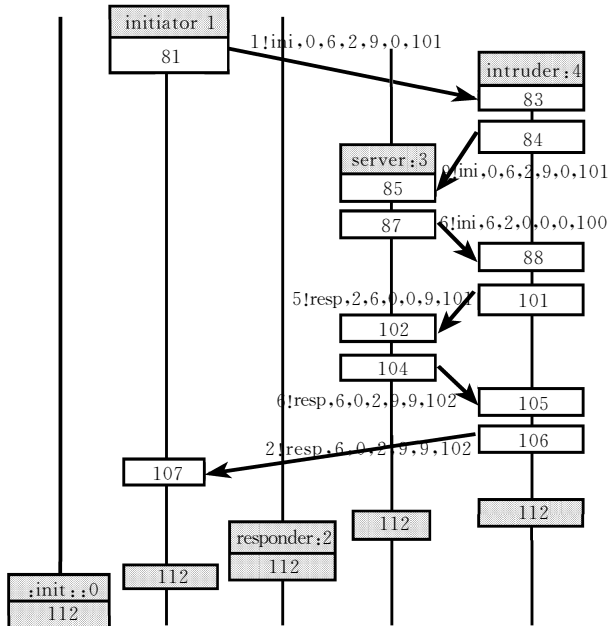 initiator 1
81
1!ini,0,6,2,9,0,101
intruder:4
83
84
server:3
85
9!ini,0,6,2,9,0,101
87
6!ini,6,2,0,0,0,100
88
5!resp,2,6,0,0,9,101
101
102
104
6!resp,6,0,2,9,9,102
105
106
2!resp,6,0,2,9,9,102
107
112
112
responder:2
112
112
:init::0
112